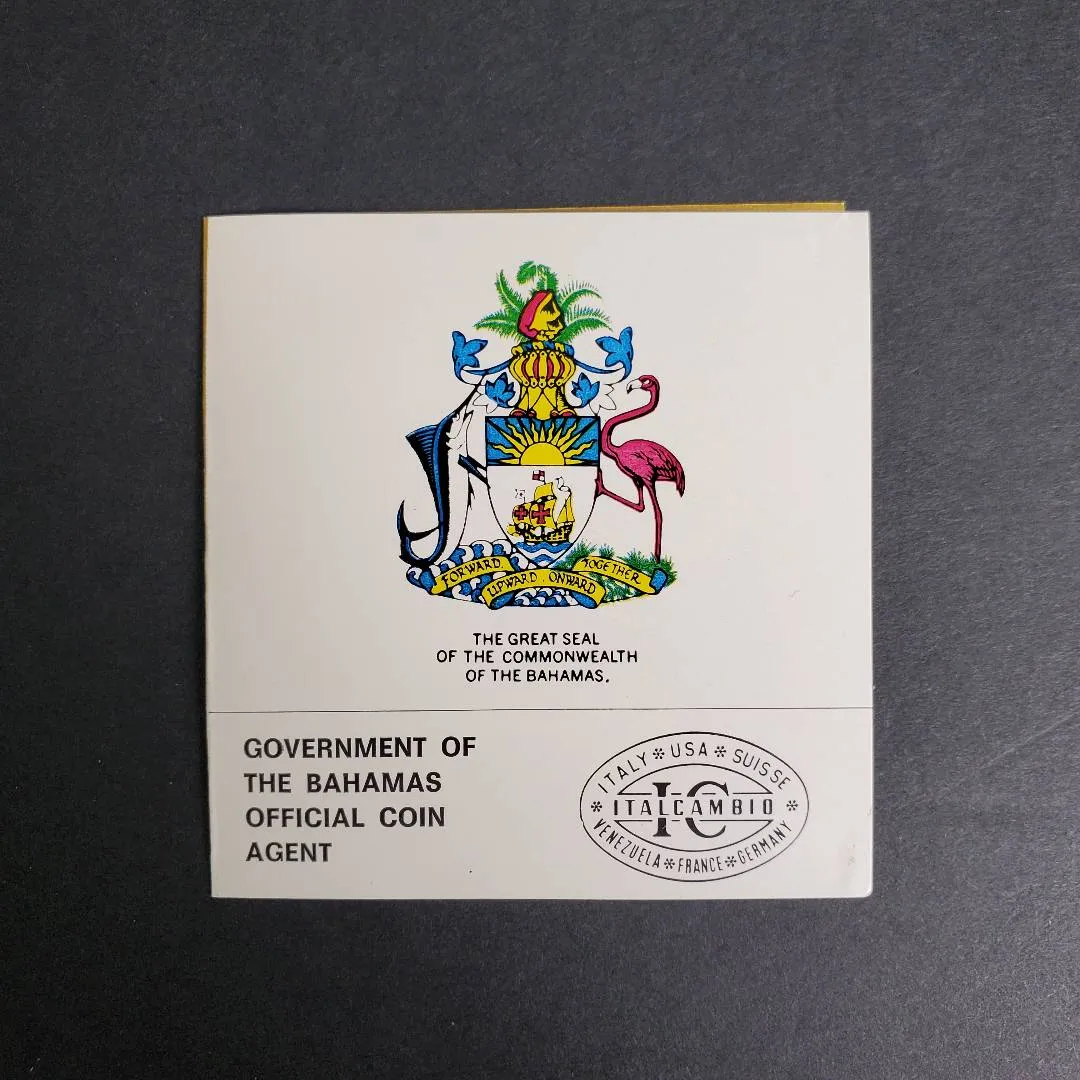 FORWARD, UPWARD, ONWARD TOGETHER
THE GREAT SEAL
OF THE COMMONWEALTH
OF THE BAHAMAS.
GOVERNMENT OF
THE BAHAMAS
OFFICIAL COIN
AGENT
ITALY * USA * SUISSE
* ITALCAMBIO *
IC
VENEZUELA * FRANCE * GERMANY